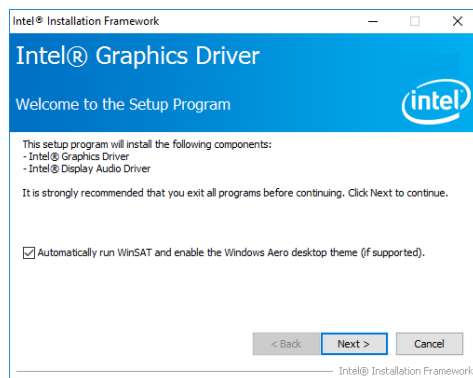 Intel® Installation Framework
Intel® Graphics Driver
Welcome to the Setup Program
intel
This setup program will install the following components:
- Intel® Graphics Driver
- Intel® Display Audio Driver
It is strongly recommended that you exit all programs before continuing. Click Next to continue.
Automatically run WinSAT and enable the Windows Aero desktop theme (if supported).
< Back Next > Cancel
Intel® Installation Framework